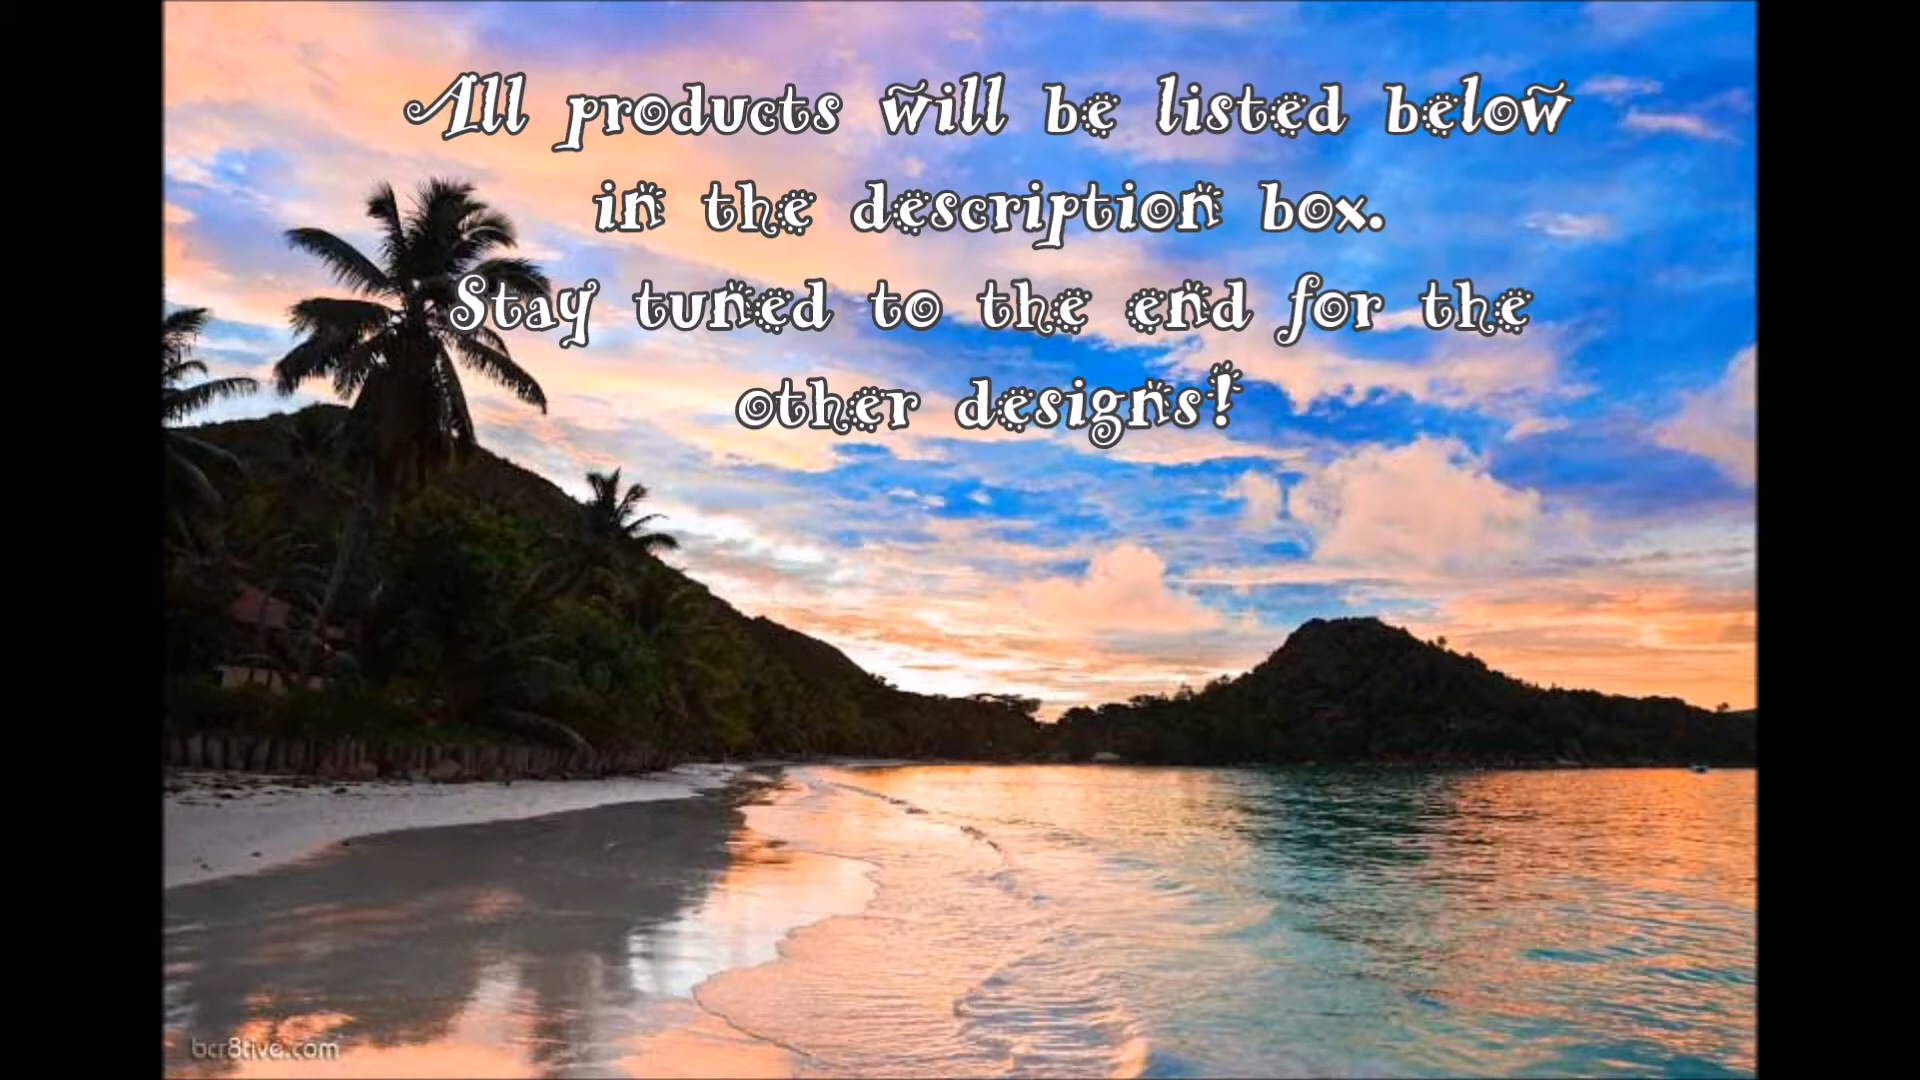 All products will be listed below
in the description box.
Stay tuned to the end for the
other designs!
bcr8tive.com